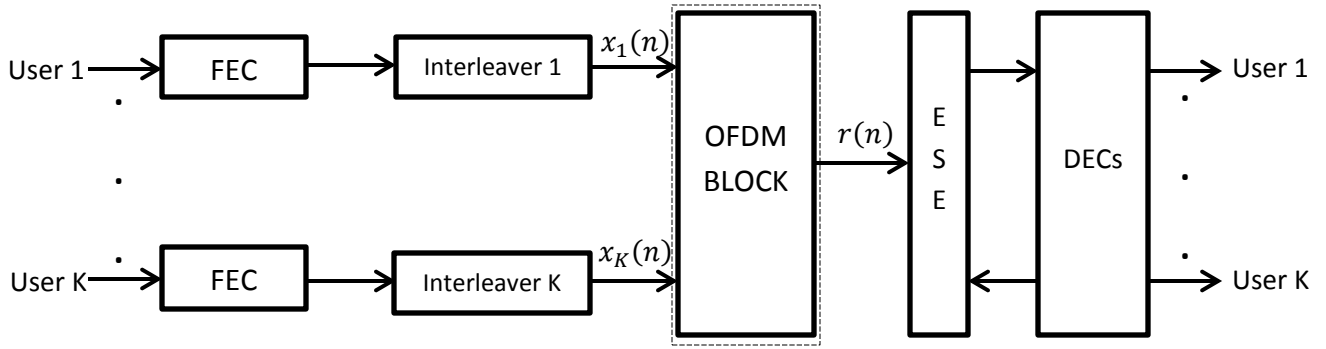 User 1
FEC
Interleaver 1
x₁(n)
OFDM
BLOCK
r(n)
E
S
E
DECs
User 1
User K
FEC
Interleaver K
x_K(n)
User K